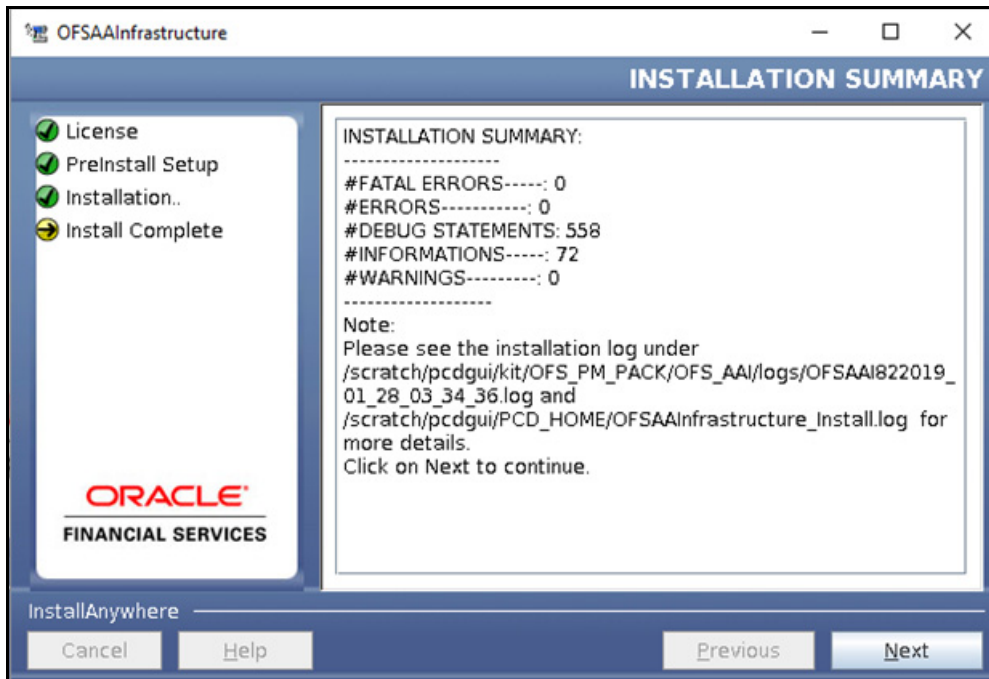 OFSAAInfrastructure
INSTALLATION SUMMARY
License
PreInstall Setup
Installation..
Install Complete
ORACLE
FINANCIAL SERVICES
INSTALLATION SUMMARY:
--------------------
#FATAL ERRORS-----: 0
#ERRORS-----------: 0
#DEBUG STATEMENTS: 558
#INFORMATIONS-----: 72
#WARNINGS---------: 0
-------------------
Note:
Please see the installation log under
/scratch/pcdgui/kit/OFS_PM_PACK/OFS_AAI/logs/OFSAAI822019_
01_28_03_34_36.log and
/scratch/pcdgui/PCD_HOME/OFSAAInfrastructure_Install.log for
more details.
Click on Next to continue.
InstallAnywhere
Cancel
Help
Previous
Next